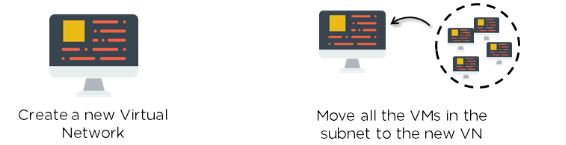 Create a new Virtual
Network
Move all the VMs in the
subnet to the new VN